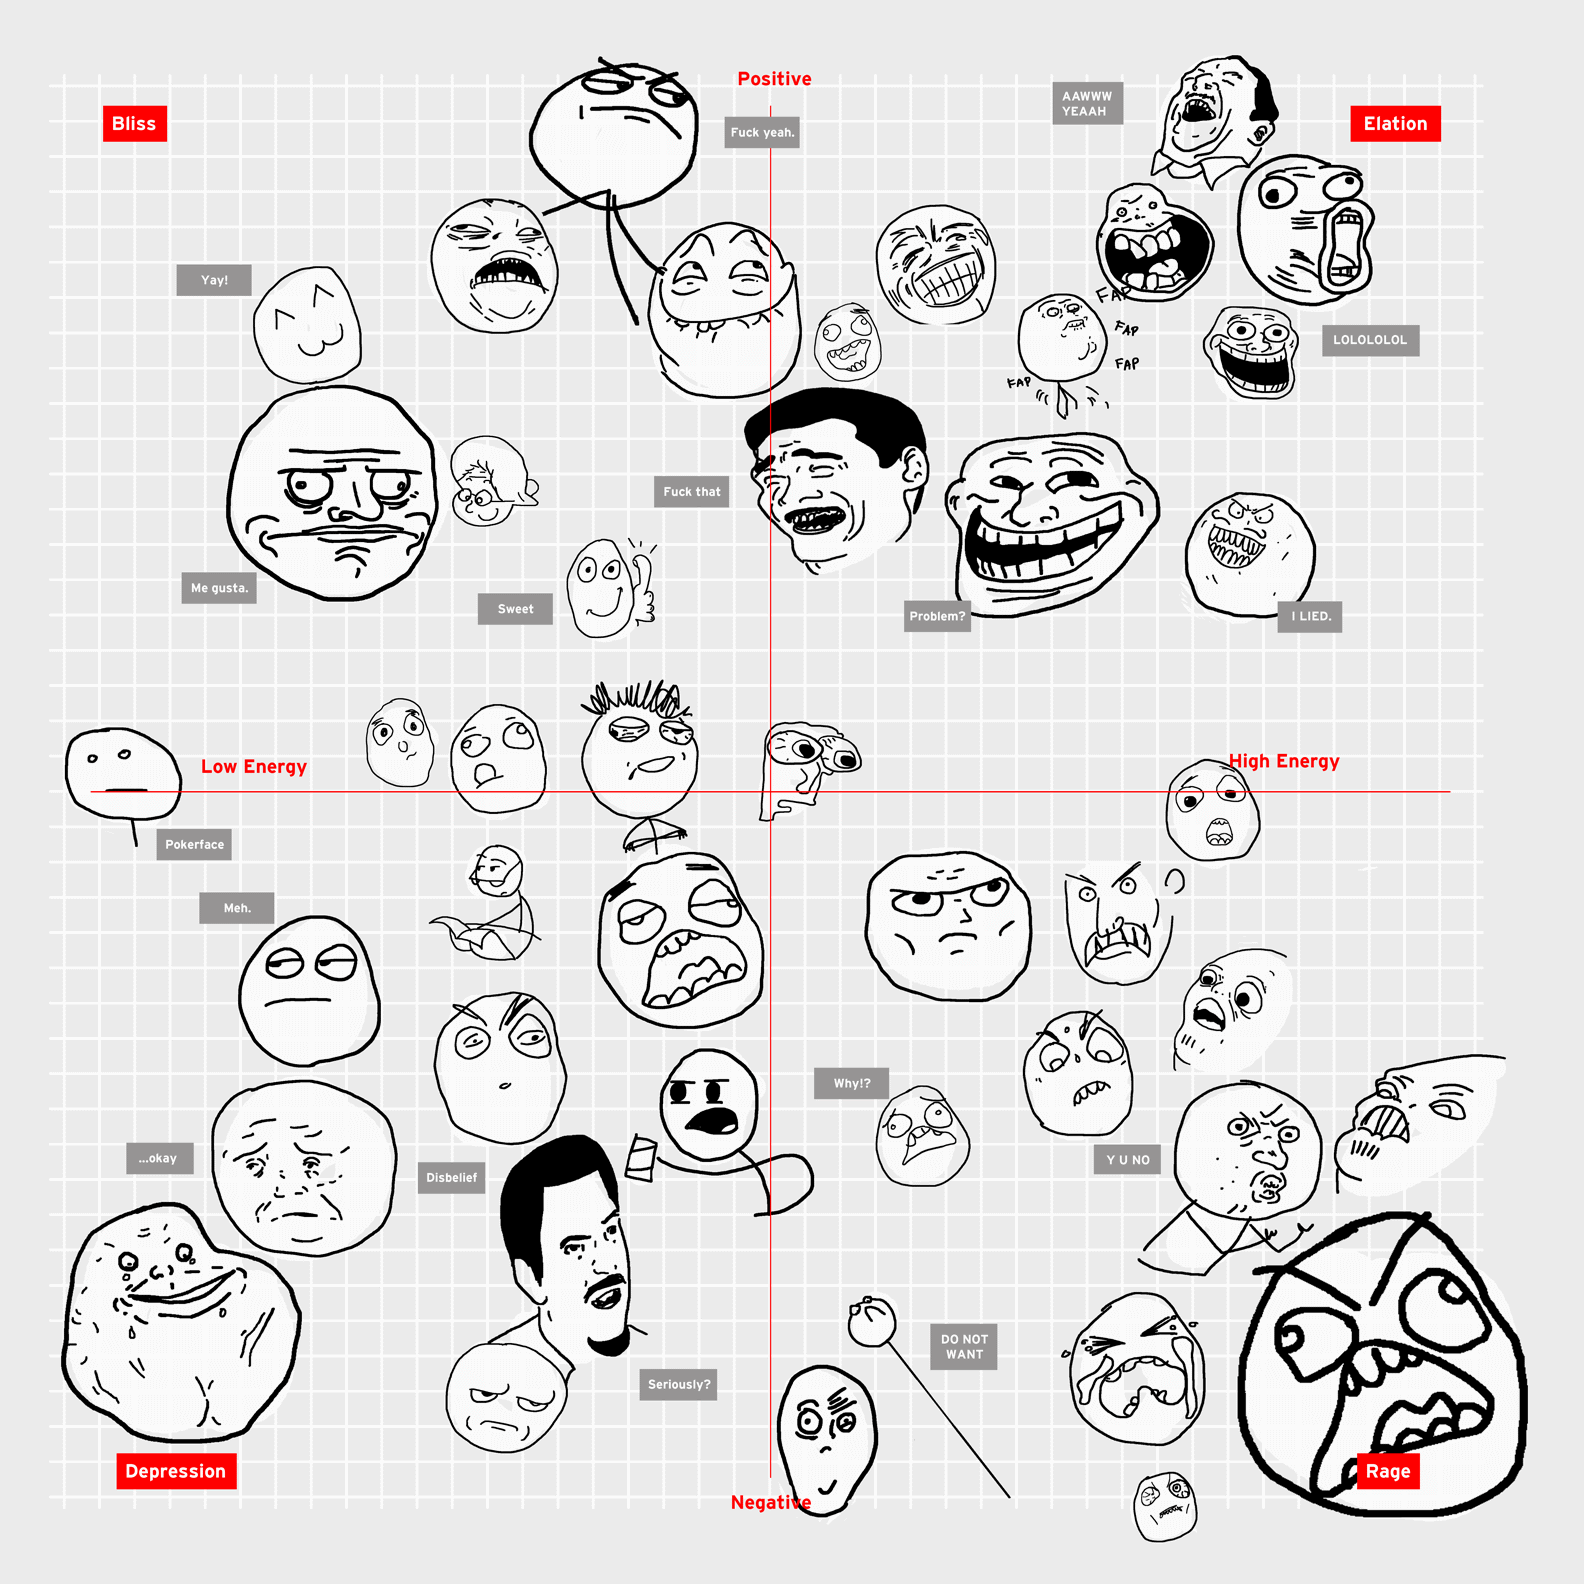 Positive
AAWWW
YEAAH
Bliss
Elation
Fuck yeah.
Yay!
FAP
FAP
FAP
FAP
LOLOLOLOL
Fuck that
Me gusta.
Sweet
Problem?
I LIED.
Low Energy
High Energy
Pokerface
Meh.
Why!?
...okay
Y U NO
Disbelief
DO NOT
WANT
Seriously?
Depression
Rage
Negative